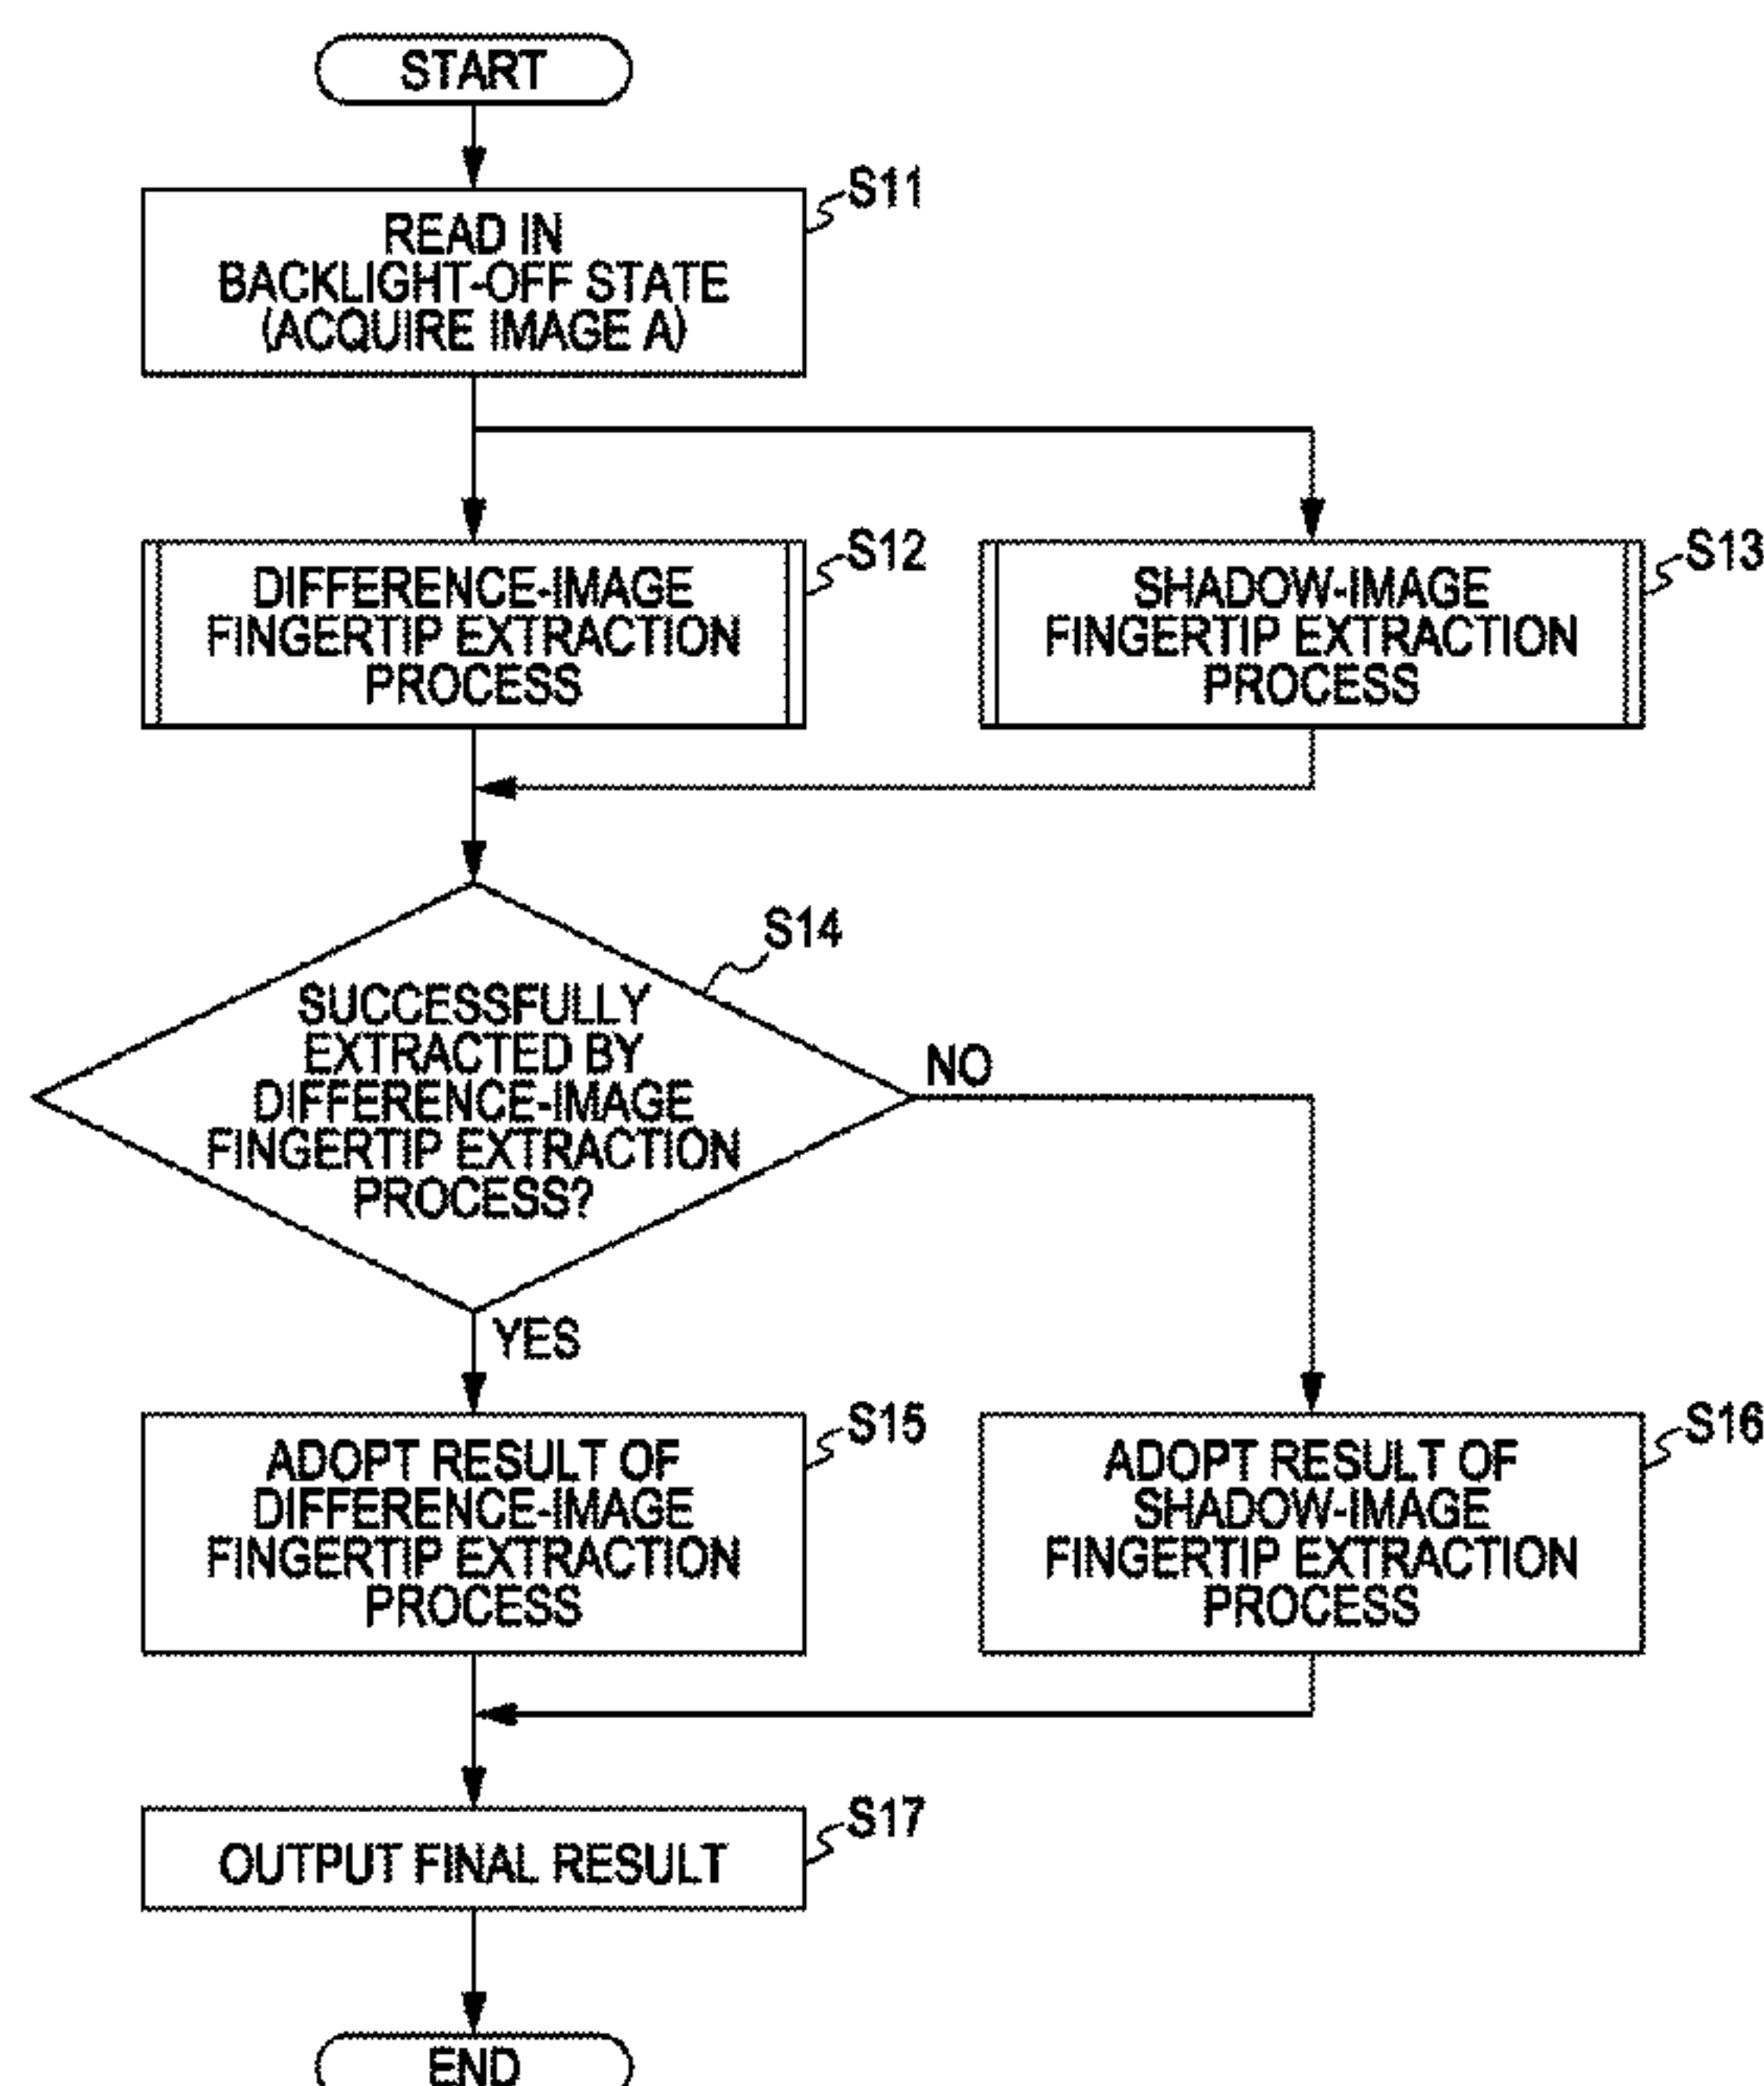 START
S11
READ IN
BACKLIGHT-OFF STATE
(ACQUIRE IMAGE A)
S12
DIFFERENCE-IMAGE
FINGERTIP EXTRACTION
PROCESS
S13
SHADOW-IMAGE
FINGERTIP EXTRACTION
PROCESS
S14
SUCCESSFULLY
EXTRACTED BY
DIFFERENCE-IMAGE
FINGERTIP EXTRACTION
PROCESS?
NO
YES
S15
ADOPT RESULT OF
DIFFERENCE-IMAGE
FINGERTIP EXTRACTION
PROCESS
S16
ADOPT RESULT OF
SHADOW-IMAGE
FINGERTIP EXTRACTION
PROCESS
S17
OUTPUT FINAL RESULT
END